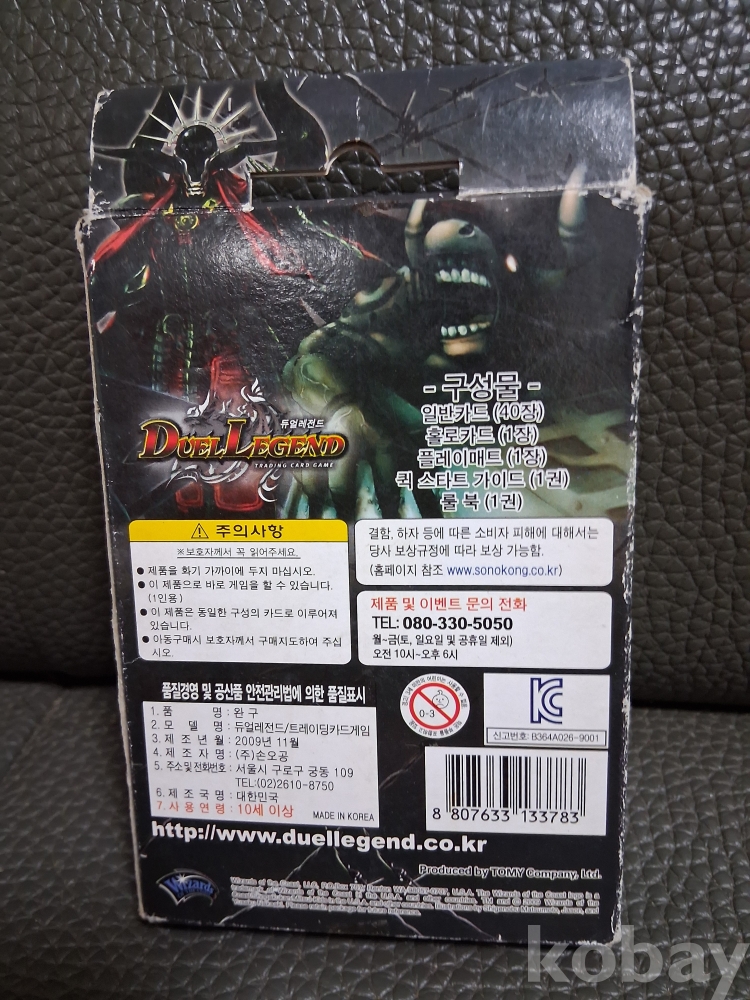 - 구성물 -
일반카드 (40장)
홀로카드 (1장)
플레이매트 (1장)
퀵 스타트 가이드 (1권)
룰 북 (1권)
듀얼레전드
DUEL LEGEND
TRADING CARD GAME
주의사항
※보호자께서 꼭 읽어주세요.
● 제품을 화기 가까이에 두지 마십시오.
● 이 제품으로 바로 게임을 할 수 있습니다.
(1인용)
● 이 제품은 동일한 구성의 카드로 이루어져
있습니다.
● 아동구매시 보호자께서 구매지도하여 주십
시오.
결함, 하자 등에 따른 소비자 피해에 대해서는
당사 보상규정에 따라 보상 가능함.
(홈페이지 참조 www.sonokong.co.kr)
제품 및 이벤트 문의 전화
TEL: 080-330-5050
월~금(토, 일요일 및 공휴일 제외)
오전 10시~오후 6시
품질경영 및 공산품 안전관리법에 의한 품질표시
1. 품 명 : 완 구
2. 모 델 명 : 듀얼레전드/트레이딩카드게임
3. 제 조 년 월 : 2009년 11월
4. 제 조 자 명 : (주)손오공
5. 주소 및 전화번호 : 서울시 구로구 궁동 109
TEL:(02)2610-8750
6. 제 조 국 명 : 대한민국
7. 사 용 연 령 : 10세 이상
MADE IN KOREA
0-3
신고번호: B364A026-9001
8 807633 133783
http://www.duellegend.co.kr
Produced by TOMY Company, Ltd.
Wizards
kobay